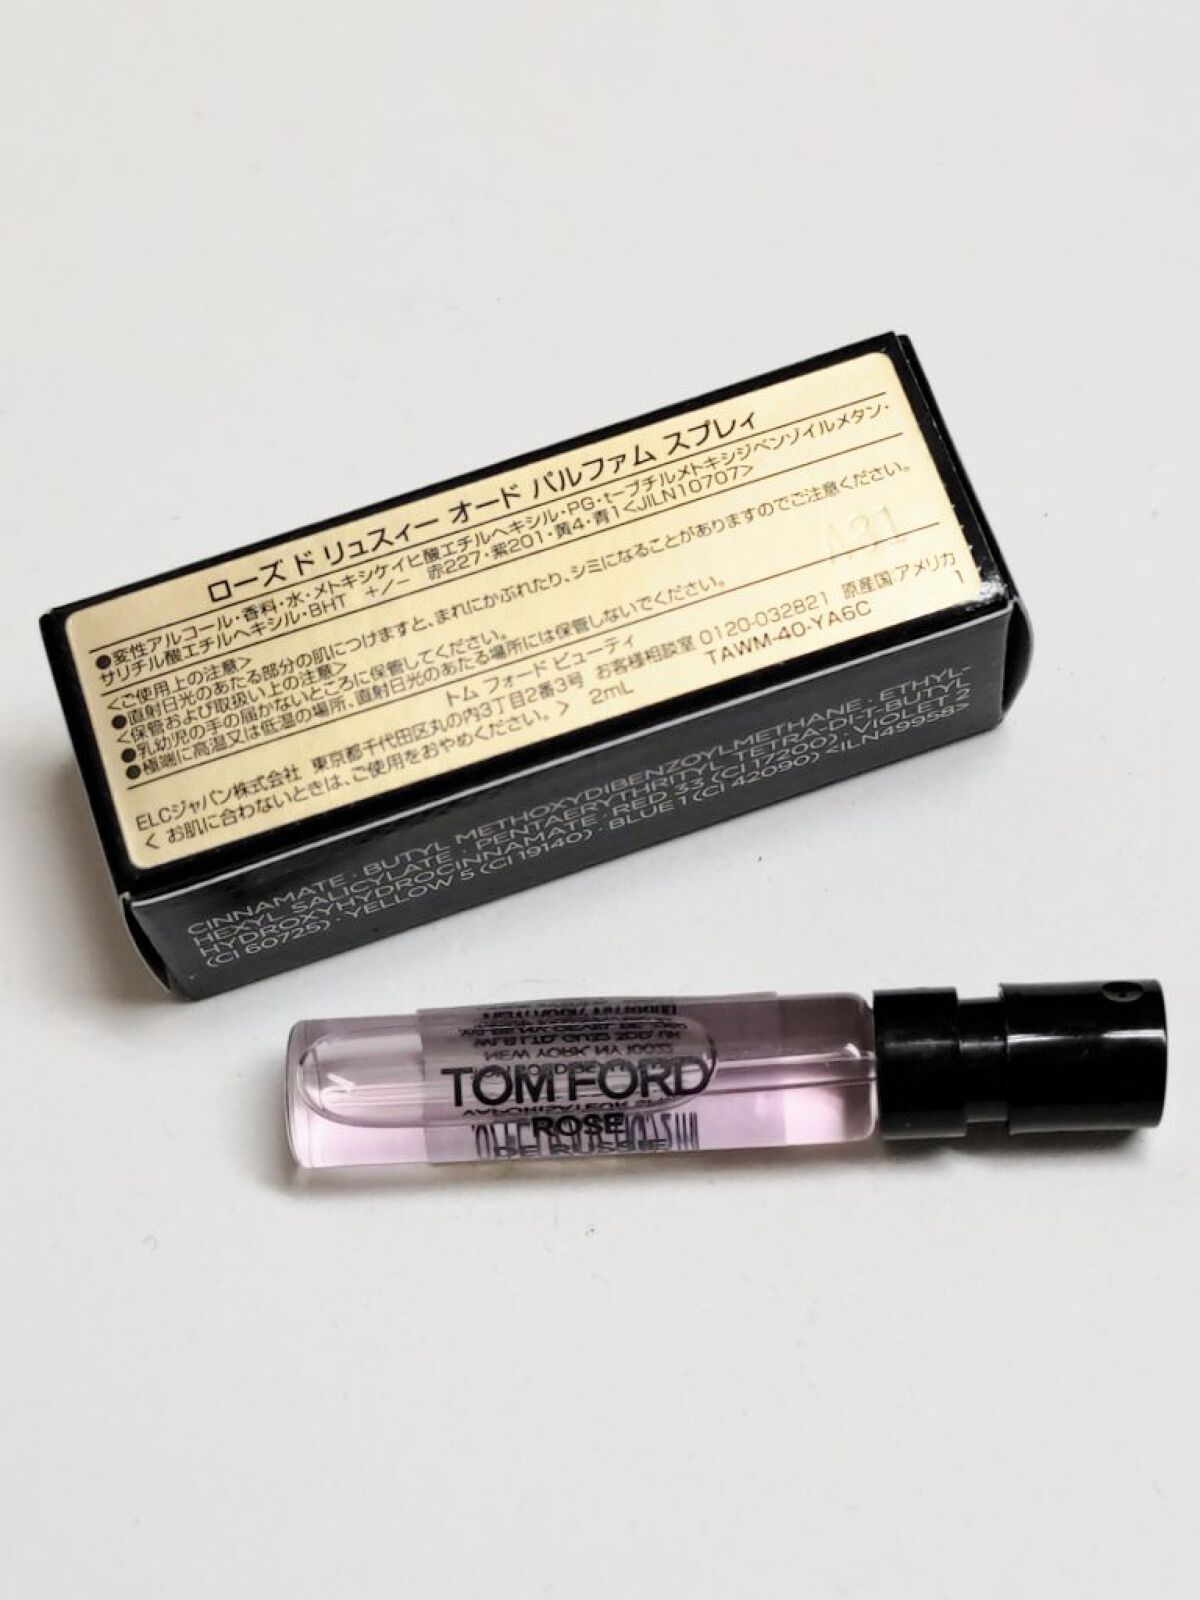 ローズ ド リュスィー オード パルファム スプレィ
●変性アルコール・香料・水・メトキシケイヒ酸エチルヘキシル・PG・t-ブチルメトキシジベンゾイルメタン・
サリチル酸エチルヘキシル・BHT +/− 赤227・紫201・黄4・青1<JILN10707>
<ご使用上の注意>
●直射日光のあたる部分の肌につけますと、まれにかぶれたり、シミになることがありますのでご注意ください。
<保管および取扱い上の注意>
●乳幼児の手の届かないところに保管してください。
●極端に高温又は低温の場所、直射日光のあたる場所には保管しないでください。
トム フォード ビューティ
ELCジャパン株式会社 東京都千代田区丸の内3丁目2番3号 お客様相談室 0120-032821 原産国:アメリカ
< お肌に合わないときは、ご使用をおやめください。> 2mL TAWM-40-YA6C 1
A31
CINNAMATE · BUTYL METHOXYDIBENZOYLMETHANE · ETHYL-
HEXYL SALICYLATE · PENTAERYTHRITYL TETRA-DI-T-BUTYL
HYDROXYHYDROCINNAMATE · RED 33 (CI 17200) · VIOLET 2
(CI 60725) · YELLOW 5 (CI 19140) · BLUE 1 (CI 42090) <ILN49958>
TOM FORD
ROSE
DE RUSSIE